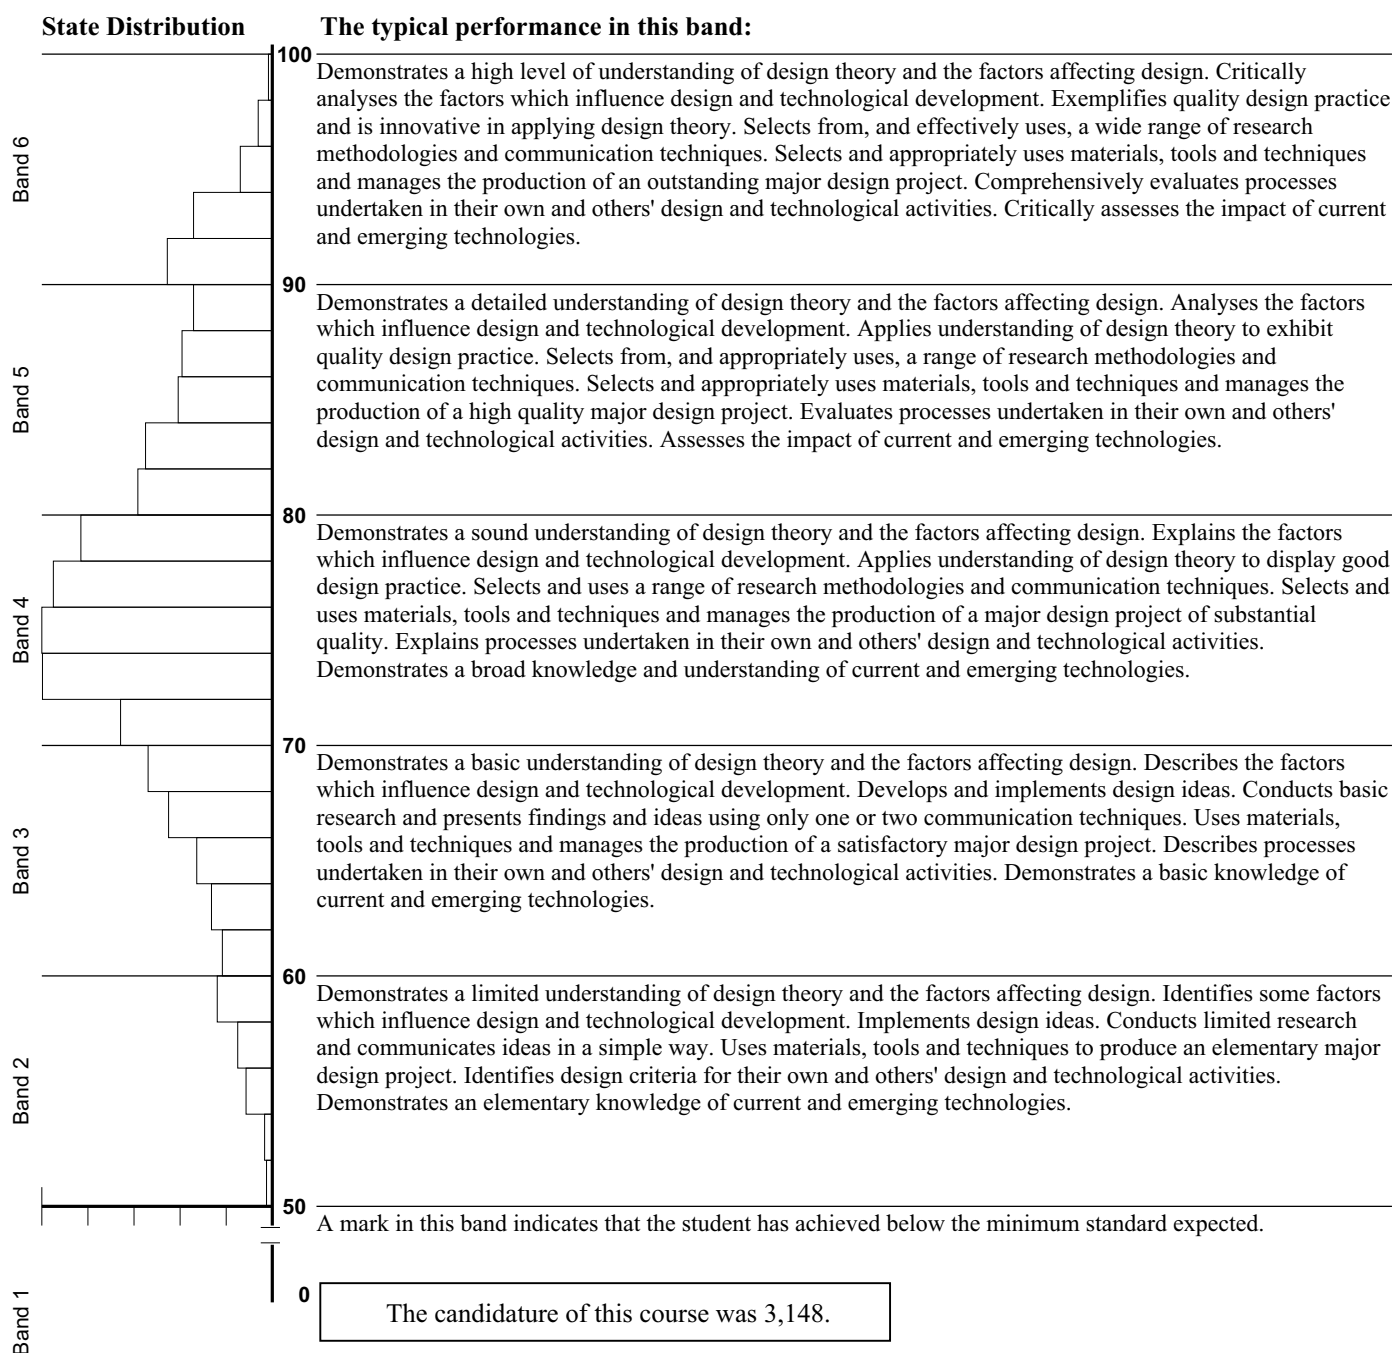 State Distribution
The typical performance in this band:
100
Band 6
Demonstrates a high level of understanding of design theory and the factors affecting design. Critically
analyses the factors which influence design and technological development. Exemplifies quality design practice
and is innovative in applying design theory. Selects from, and effectively uses, a wide range of research
methodologies and communication techniques. Selects and appropriately uses materials, tools and techniques
and manages the production of an outstanding major design project. Comprehensively evaluates processes
undertaken in their own and others' design and technological activities. Critically assesses the impact of current
and emerging technologies.
90
Band 5
Demonstrates a detailed understanding of design theory and the factors affecting design. Analyses the factors
which influence design and technological development. Applies understanding of design theory to exhibit
quality design practice. Selects from, and appropriately uses, a range of research methodologies and
communication techniques. Selects and appropriately uses materials, tools and techniques and manages the
production of a high quality major design project. Evaluates processes undertaken in their own and others'
design and technological activities. Assesses the impact of current and emerging technologies.
80
Band 4
Demonstrates a sound understanding of design theory and the factors affecting design. Explains the factors
which influence design and technological development. Applies understanding of design theory to display good
design practice. Selects and uses a range of research methodologies and communication techniques. Selects and
uses materials, tools and techniques and manages the production of a major design project of substantial
quality. Explains processes undertaken in their own and others' design and technological activities.
Demonstrates a broad knowledge and understanding of current and emerging technologies.
70
Band 3
Demonstrates a basic understanding of design theory and the factors affecting design. Describes the factors
which influence design and technological development. Develops and implements design ideas. Conducts basic
research and presents findings and ideas using only one or two communication techniques. Uses materials,
tools and techniques and manages the production of a satisfactory major design project. Describes processes
undertaken in their own and others' design and technological activities. Demonstrates a basic knowledge of
current and emerging technologies.
60
Band 2
Demonstrates a limited understanding of design theory and the factors affecting design. Identifies some factors
which influence design and technological development. Implements design ideas. Conducts limited research
and communicates ideas in a simple way. Uses materials, tools and techniques to produce an elementary major
design project. Identifies design criteria for their own and others' design and technological activities.
Demonstrates an elementary knowledge of current and emerging technologies.
50
A mark in this band indicates that the student has achieved below the minimum standard expected.
Band 1
0
The candidature of this course was 3,148.